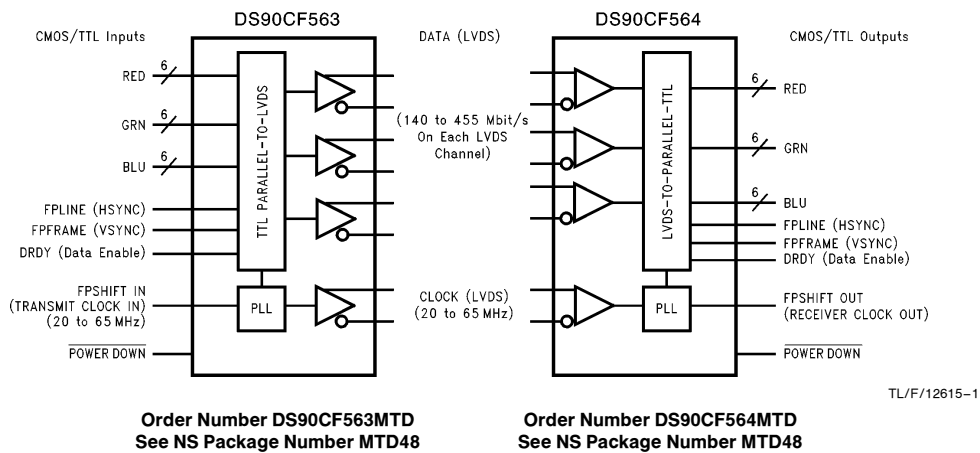 DS90CF563
DS90CF564
CMOS/TTL Inputs
DATA (LVDS)
CMOS/TTL Outputs
RED
6
GRN
6
BLU
6
FPLINE (HSYNC)
FPFRAME (VSYNC)
DRDY (Data Enable)
FPSHIFT IN
(TRANSMIT CLOCK IN)
(20 to 65 MHz)
POWER DOWN
TTL PARALLEL-TO-LVDS
PLL
(140 to 455 Mbit/s
On Each LVDS
Channel)
CLOCK (LVDS)
(20 to 65 MHz)
LVDS-TO-PARALLEL-TTL
PLL
6
RED
6
GRN
6
BLU
FPLINE (HSYNC)
FPFRAME (VSYNC)
DRDY (Data Enable)
FPSHIFT OUT
(RECEIVER CLOCK OUT)
POWER DOWN
TL/F/12615–1
Order Number DS90CF563MTD
See NS Package Number MTD48
Order Number DS90CF564MTD
See NS Package Number MTD48